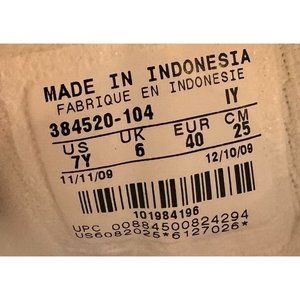 MADE IN INDONESIA
FABRIQUE EN INDONESIE
384520-104 IY
US UK EUR CM
7Y 6 40 25
11/11/09 12/10/09
101984196
UPC 00884500824294
US6082025*6127026*